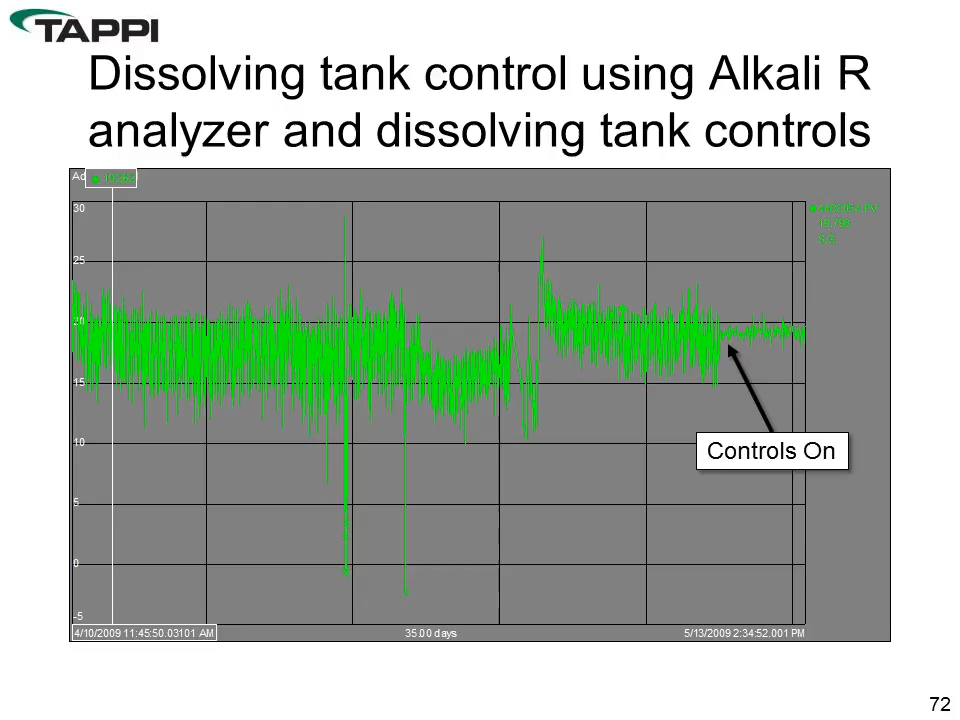 TAPPI
Dissolving tank control using Alkali R
analyzer and dissolving tank controls
30
25
20
15
10
5
0
-5
Controls On
4/10/2009 11:45:50.03101 AM
35.00 days
5/13/2009 2:34:52.001 PM
72